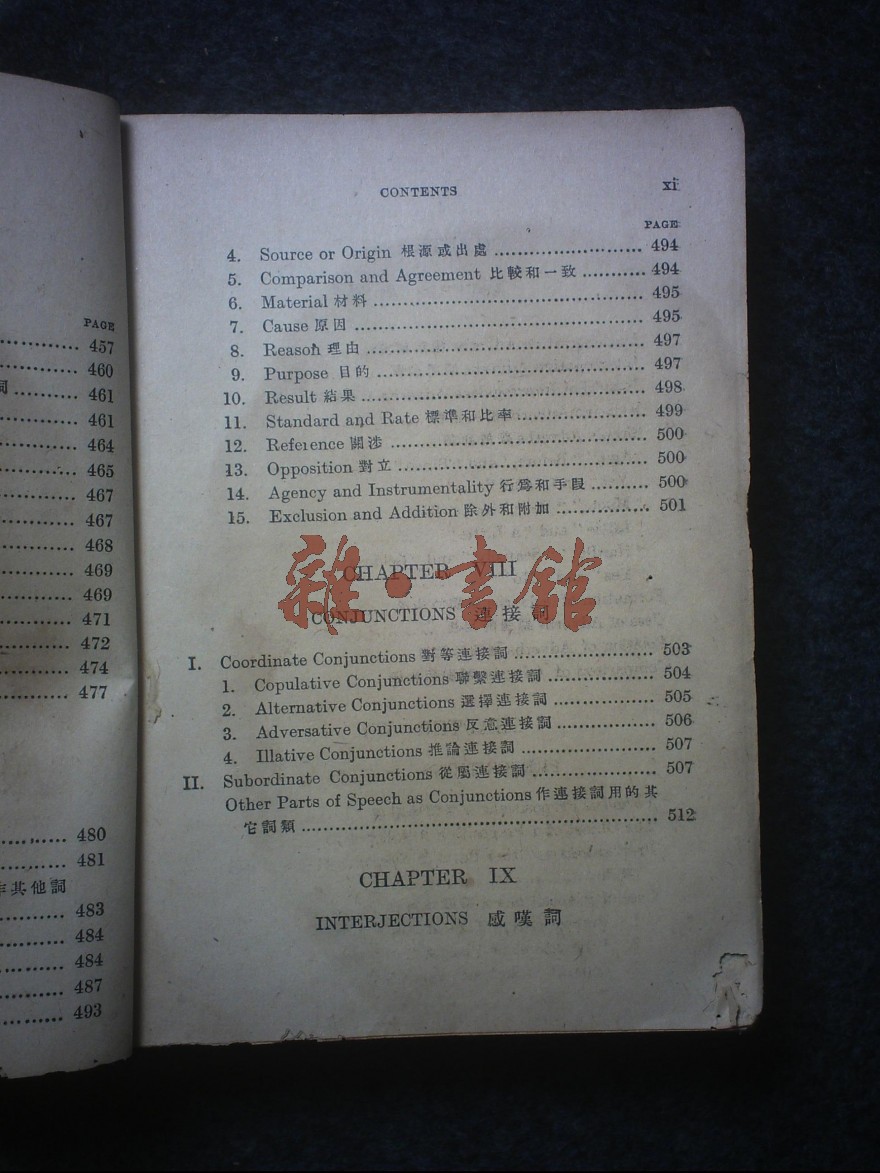 PAGE
457
460
詞 461
461
464
465
467
467
468
469
469
471
472
474
477
480
481
其他詞
483
484
484
487
493
CONTENTS xi
PAGE
4. Source or Origin 根源或出處 494
5. Comparison and Agreement 比較和一致 494
6. Material 材料 495
7. Cause 原因 495
8. Reason 理由 497
9. Purpose 目的 497
10. Result 結果 498
11. Standard and Rate 標準和比率 499
12. Reference 關涉 500
13. Opposition 對立 500
14. Agency and Instrumentality 行爲和手段 500
15. Exclusion and Addition 除外和附加 501
CHAPTER VIII
雜·書館
CONJUNCTIONS 連接詞
I. Coordinate Conjunctions 對等連接詞 503
1. Copulative Conjunctions 聯繫連接詞 504
2. Alternative Conjunctions 選擇連接詞 505
3. Adversative Conjunctions 反意連接詞 506
4. Illative Conjunctions 推論連接詞 507
II. Subordinate Conjunctions 從屬連接詞 507
Other Parts of Speech as Conjunctions 作連接詞用的其
它詞類 512
CHAPTER IX
INTERJECTIONS 感嘆詞